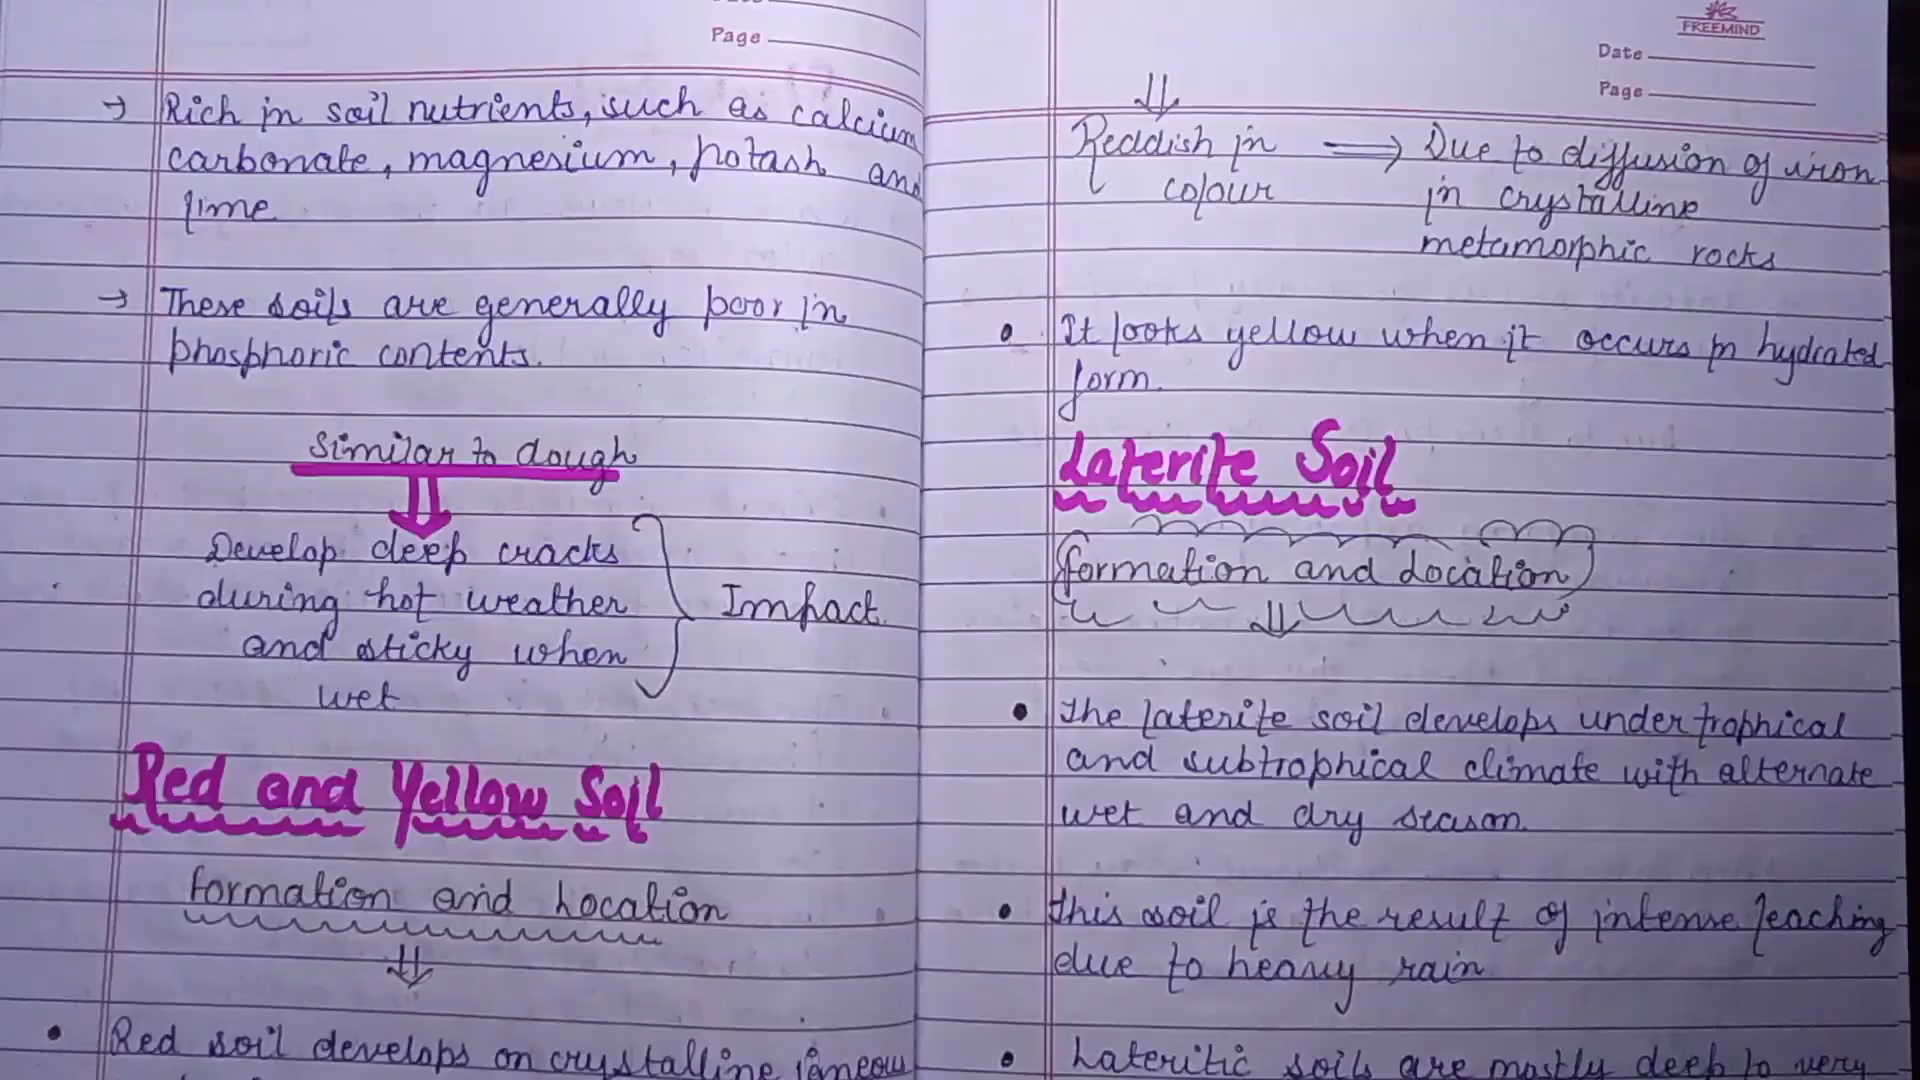 Page
→ Rich in soil nutrients, such as calcium
carbonate, magnesium, potash and
lime
→ These soils are generally poor in
phosphoric contents.
Similar to dough
Develop deep cracks
during hot weather
and sticky when
wet
Impact
Red and Yellow Soil
formation and Location
• Red soil develops on crystalline igneous
FREEMIND
Date
Page
Reddish in ⟹ Due to diffusion of iron
colour in crystalline
metamorphic rocks
• It looks yellow when it occurs in hydrated
form.
Laterite Soil
formation and Location
• The laterite soil develops under trophical
and subtrophical climate with alternate
wet and dry season.
• This soil is the result of intense leaching
due to heavy rain
• Lateritic soils are mostly deep to very